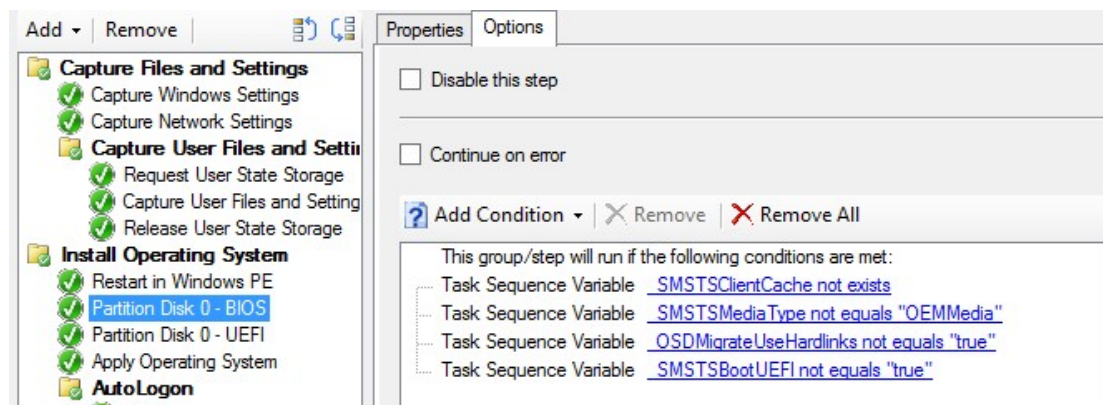 Add Remove
Capture Files and Settings
Capture Windows Settings
Capture Network Settings
Capture User Files and Settin
Request User State Storage
Capture User Files and Setting
Release User State Storage
Install Operating System
Restart in Windows PE
Partition Disk 0 - BIOS
Partition Disk 0 - UEFI
Apply Operating System
AutoLogon
Properties Options
Disable this step
Continue on error
Add Condition Remove Remove All
This group/step will run if the following conditions are met:
Task Sequence Variable _SMSTSClientCache not exists
Task Sequence Variable _SMSTSMediaType not equals "OEMMedia"
Task Sequence Variable _OSDMigrateUseHardlinks not equals "true"
Task Sequence Variable _SMSTSBootUEFI not equals "true"